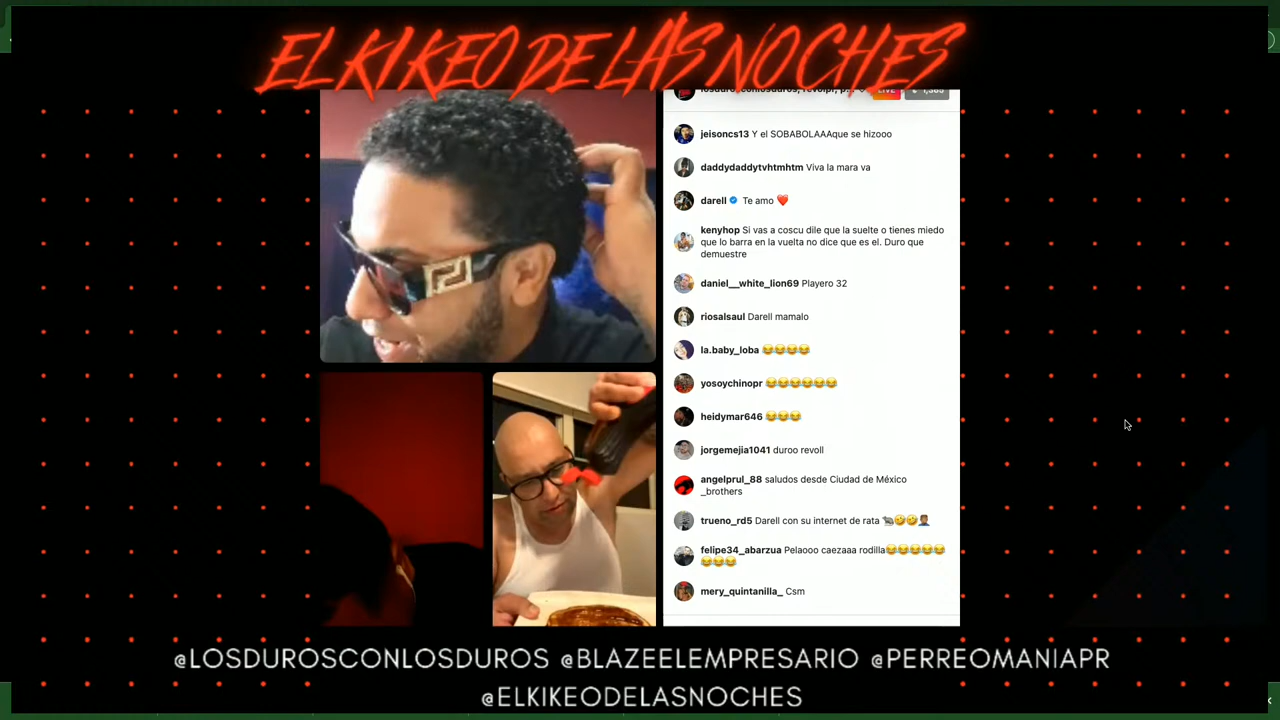 EL KIKEO DE LAS NOCHES
LIVE
jeisoncs13 Y el SOBABOLAAAque se hizooo
daddydaddytvhtmhtm Viva la mara va
darell Te amo ❤️
kenyhop Si vas a coscu dile que la suelte o tienes miedo
que lo barra en la vuelta no dice que es el. Duro que
demuestre
daniel__white_lion69 Playero 32
riosalsaul Darell mamalo
la.baby_loba 😂😂😂😂
yosoychinopr 😂😂😂😂😂😂
heidymar646 😂😂😂
jorgemejia1041 duroo revoll
angelprul_88 saludos desde Ciudad de México
_brothers
trueno_rd5 Darell con su internet de rata 🐀🤣🤣🤦🏾‍♂️
felipe34_abarzua Pelaooo caezaaa rodilla😂😂😂😂😂
😂😂😂
mery_quintanilla_ Csm
@LOSDUROSCONLOSDUROS @BLAZEELEMPRESARIO @PERREOMANIAPR
@ELKIKEODELASNOCHES